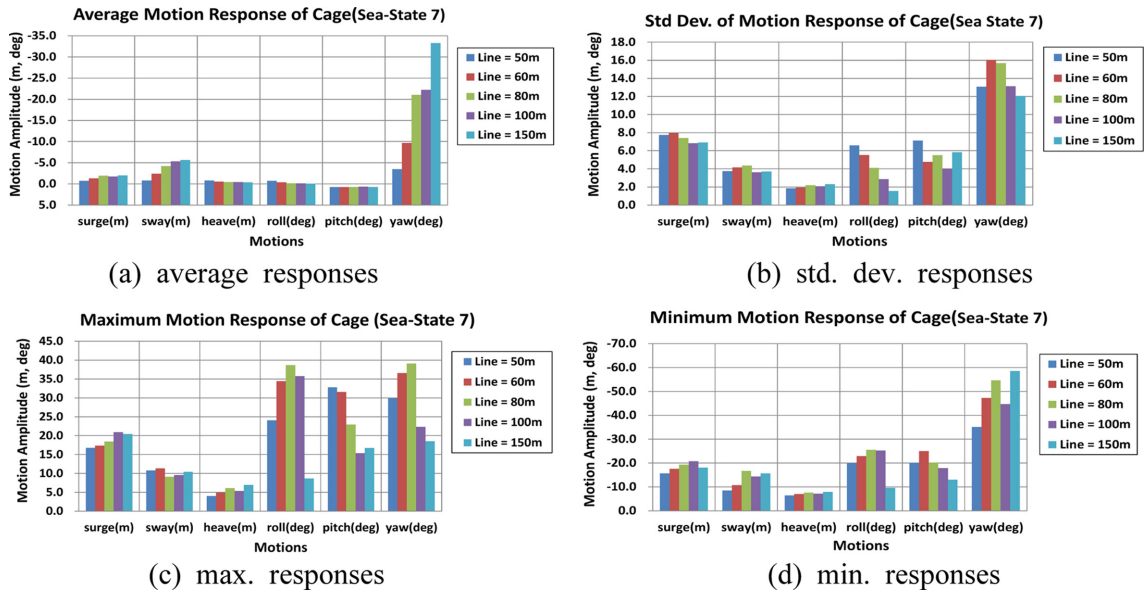 Average Motion Response of Cage(Sea-State 7)
Motion Amplitude (m, deg)
-35.0
-30.0
-25.0
-20.0
-15.0
-10.0
-5.0
0.0
5.0
surge(m) sway(m) heave(m) roll(deg) pitch(deg) yaw(deg)
Motions
Line = 50m
Line = 60m
Line = 80m
Line = 100m
Line = 150m
(a) average responses
Std Dev. of Motion Response of Cage(Sea State 7)
Motion Amplitude (m, deg)
18.0
16.0
14.0
12.0
10.0
8.0
6.0
4.0
2.0
0.0
surge(m) sway(m) heave(m) roll(deg) pitch(deg) yaw(deg)
Motions
Line = 50m
Line = 60m
Line = 80m
Line = 100m
Line = 150m
(b) std. dev. responses
Maximum Motion Response of Cage (Sea-State 7)
Motion Amplitude (m, deg)
45.0
40.0
35.0
30.0
25.0
20.0
15.0
10.0
5.0
0.0
surge(m) sway(m) heave(m) roll(deg) pitch(deg) yaw(deg)
Motions
Line = 50m
Line = 60m
Line = 80m
Line = 100m
Line = 150m
(c) max. responses
Minimum Motion Response of Cage(Sea-State 7)
Motion Amplitude (m, deg)
-70.0
-60.0
-50.0
-40.0
-30.0
-20.0
-10.0
0.0
surge(m) sway(m) heave(m) roll(deg) pitch(deg) yaw(deg)
Motions
Line = 50m
Line = 60m
Line = 80m
Line = 100m
Line = 150m
(d) min. responses